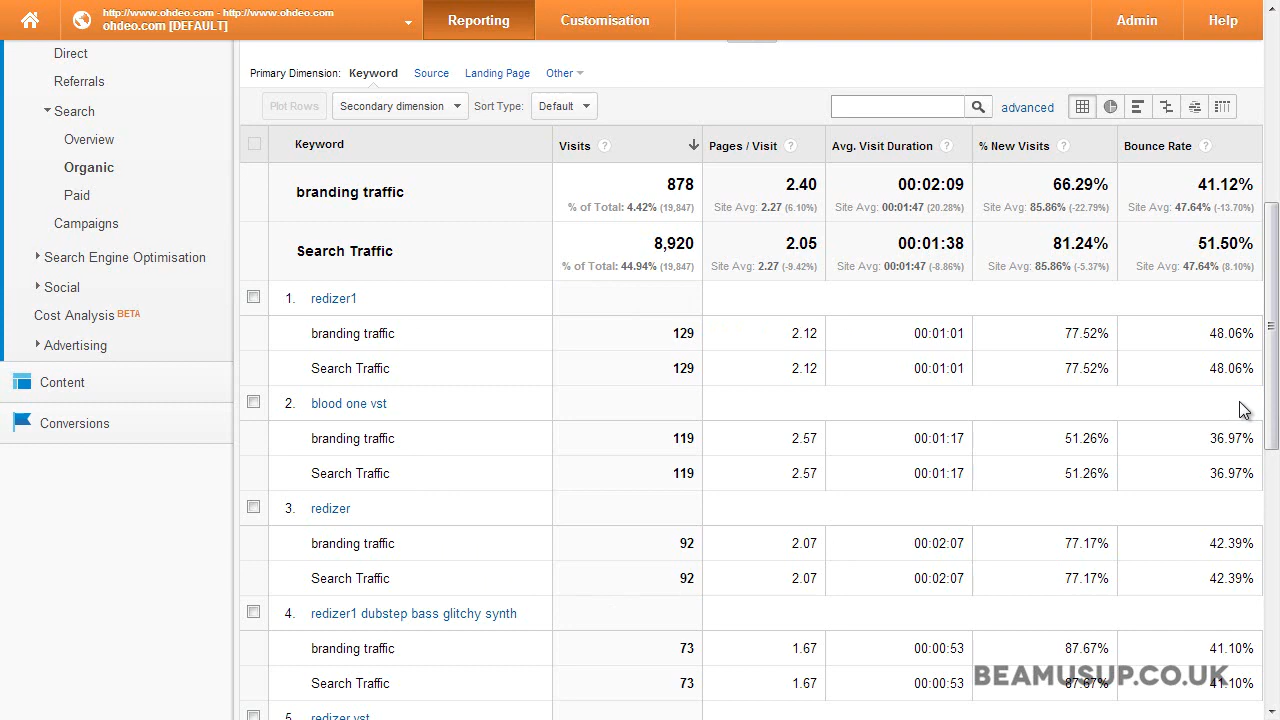 ohdeo.com - http://www.ohdeo.com - http://www.ohdeo.com
ohdeo.com [DEFAULT]
Reporting
Customisation
Admin
Help
Direct
Referrals
Search
Overview
Organic
Paid
Campaigns
Search Engine Optimisation
Social
Cost Analysis BETA
Advertising
Content
Conversions
Primary Dimension: Keyword Source Landing Page Other
Plot Rows Secondary dimension Sort Type: Default advanced
Keyword Visits ? Pages / Visit ? Avg. Visit Duration ? % New Visits ? Bounce Rate ?
branding traffic 878 2.40 00:02:09 66.29% 41.12%
% of Total: 4.42% (19,847) Site Avg: 2.27 (6.10%) Site Avg: 00:01:47 (20.28%) Site Avg: 85.86% (-22.79%) Site Avg: 47.64% (-13.70%)
Search Traffic 8,920 2.05 00:01:38 81.24% 51.50%
% of Total: 44.94% (19,847) Site Avg: 2.27 (-9.42%) Site Avg: 00:01:47 (-8.86%) Site Avg: 85.86% (-5.37%) Site Avg: 47.64% (8.10%)
1. redizer1
branding traffic 129 2.12 00:01:01 77.52% 48.06%
Search Traffic 129 2.12 00:01:01 77.52% 48.06%
2. blood one vst
branding traffic 119 2.57 00:01:17 51.26% 36.97%
Search Traffic 119 2.57 00:01:17 51.26% 36.97%
3. redizer
branding traffic 92 2.07 00:02:07 77.17% 42.39%
Search Traffic 92 2.07 00:02:07 77.17% 42.39%
4. redizer1 dubstep bass glitchy synth
branding traffic 73 1.67 00:00:53 87.67% 41.10%
Search Traffic 73 1.67 00:00:53 87.67% 41.10%
BEAMUSUP.CO.UK
5. redizer vst